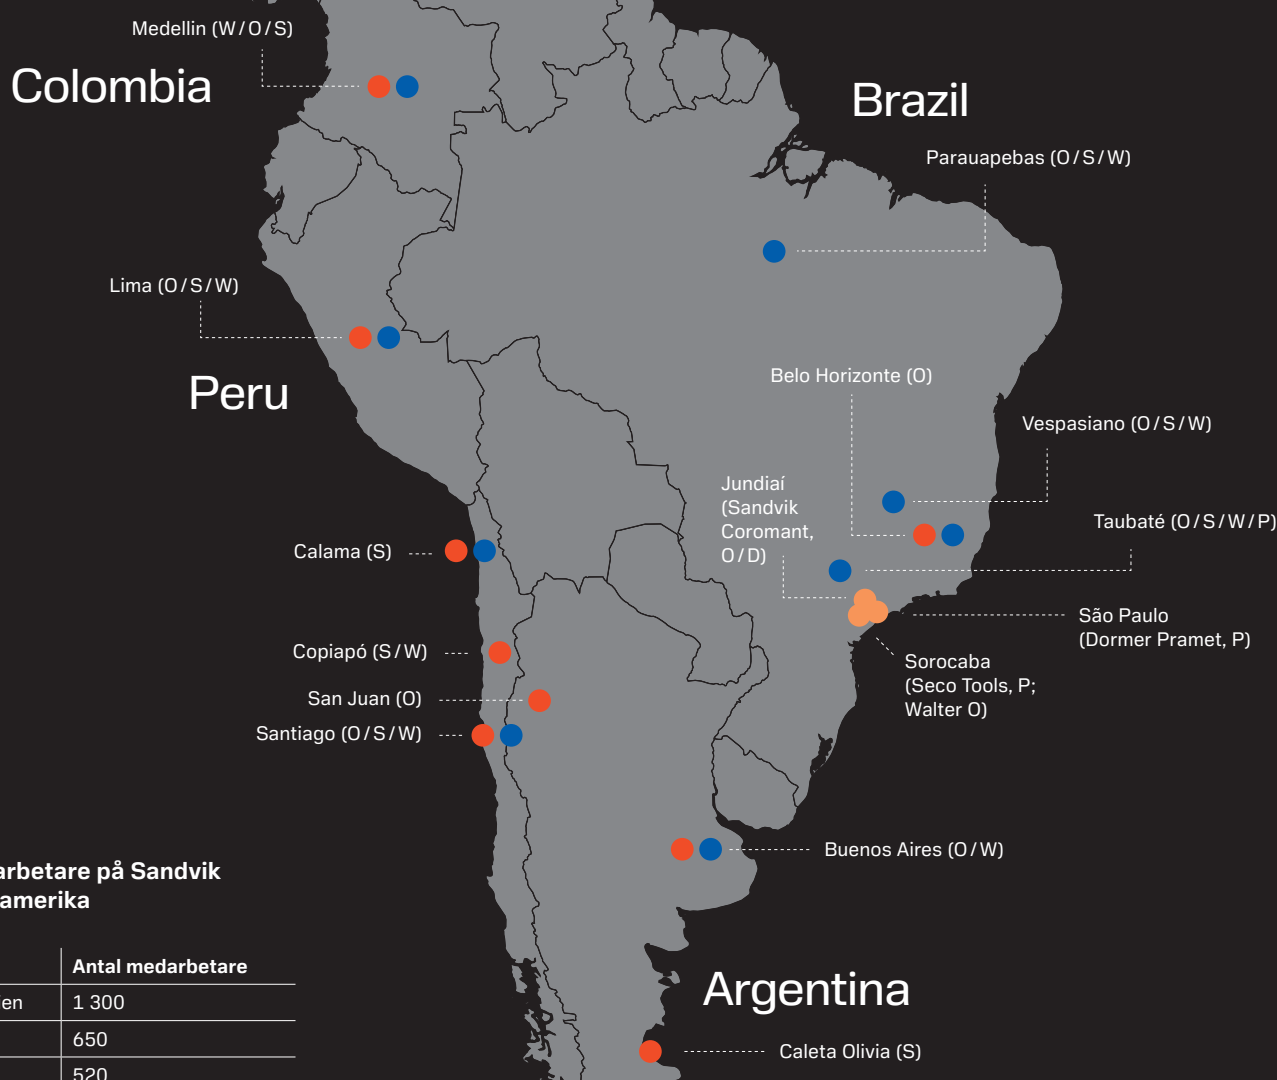 Medellin (W/O/S)
Colombia
Brazil
Parauapebas (O/S/W)
Lima (O/S/W)
Peru
Belo Horizonte (O)
Vespasiano (O/S/W)
Jundiaí
(Sandvik
Coromant,
O/D)
Taubaté (O/S/W/P)
Calama (S)
São Paulo
(Dormer Pramet, P)
Copiapó (S/W)
Sorocaba
(Seco Tools, P;
Walter O)
San Juan (O)
Santiago (O/S/W)
Buenos Aires (O/W)
arbetare på Sandvik
amerika
Antal medarbetare
ien 1 300
650
520
Argentina
Caleta Olivia (S)